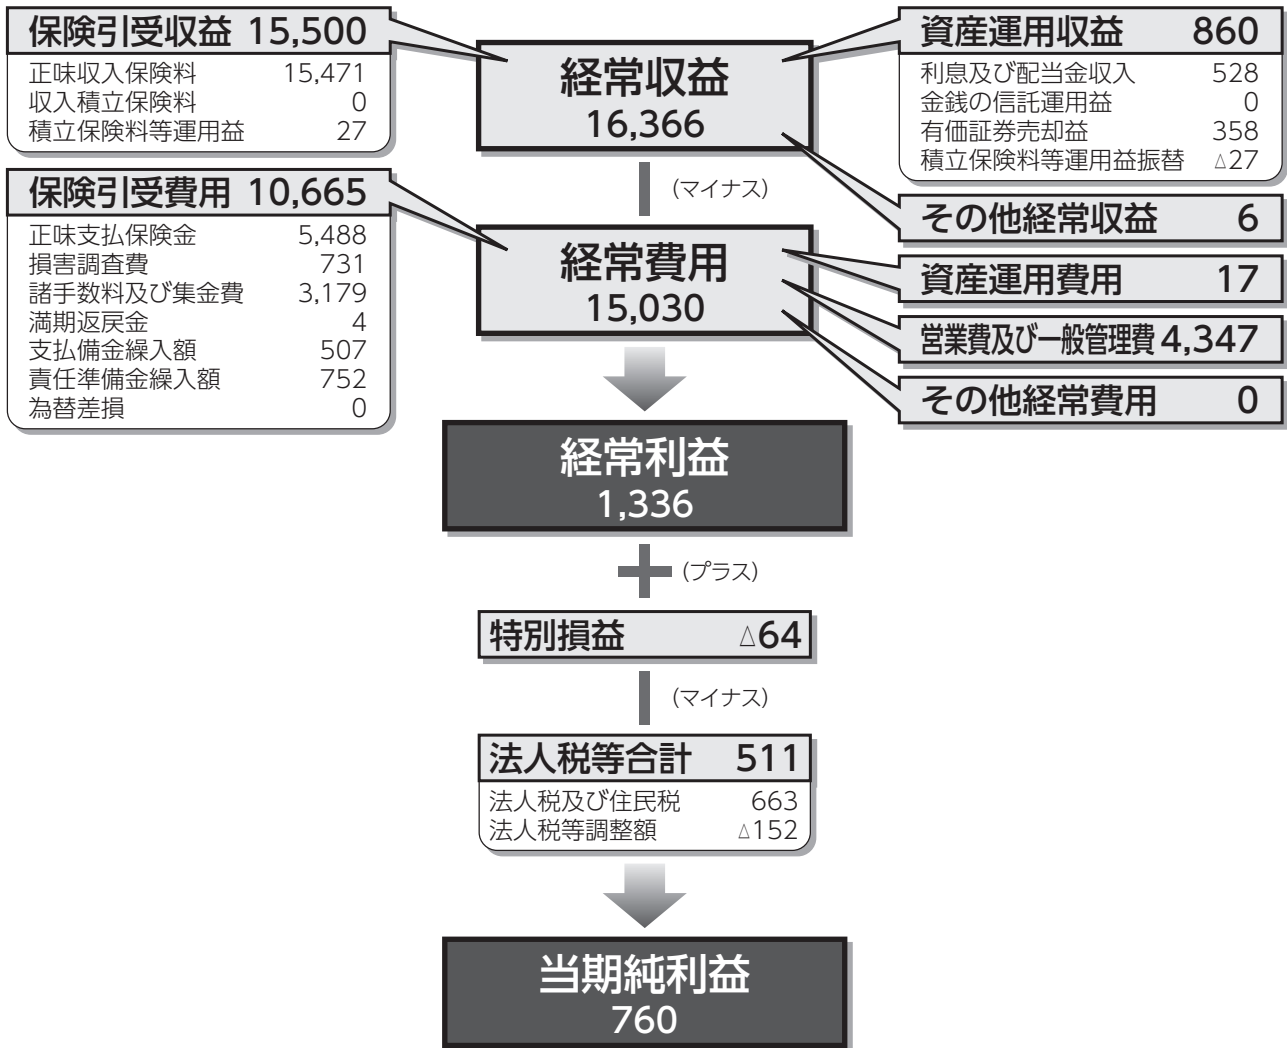 保険引受収益 15,500
正味収入保険料 15,471
収入積立保険料 0
積立保険料等運用益 27
経常収益
16,366
資産運用収益 860
利息及び配当金収入 528
金銭の信託運用益 0
有価証券売却益 358
積立保険料等運用益振替 △27
その他経常収益 6
(マイナス)
保険引受費用 10,665
正味支払保険金 5,488
損害調査費 731
諸手数料及び集金費 3,179
満期返戻金 4
支払備金繰入額 507
責任準備金繰入額 752
為替差損 0
経常費用
15,030
資産運用費用 17
営業費及び一般管理費 4,347
その他経常費用 0
経常利益
1,336
(プラス)
特別損益 △64
(マイナス)
法人税等合計 511
法人税及び住民税 663
法人税等調整額 △152
当期純利益
760